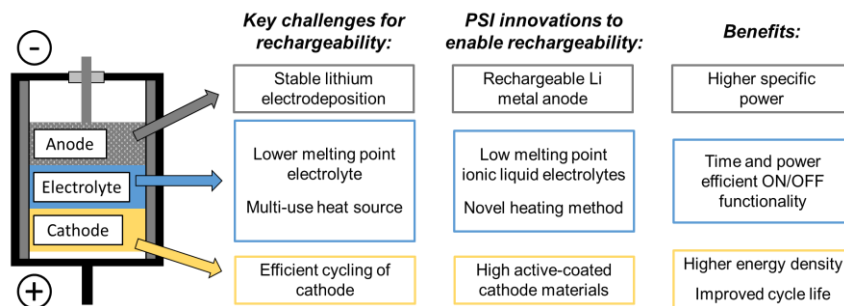 Key challenges for
rechargeability:
PSI innovations to
enable rechargeability:
Benefits:
−
Anode
Electrolyte
Cathode
+
Stable lithium
electrodeposition
Rechargeable Li
metal anode
Higher specific
power
Lower melting point
electrolyte
Multi-use heat source
Low melting point
ionic liquid electrolytes
Novel heating method
Time and power
efficient ON/OFF
functionality
Efficient cycling of
cathode
High active-coated
cathode materials
Higher energy density
Improved cycle life